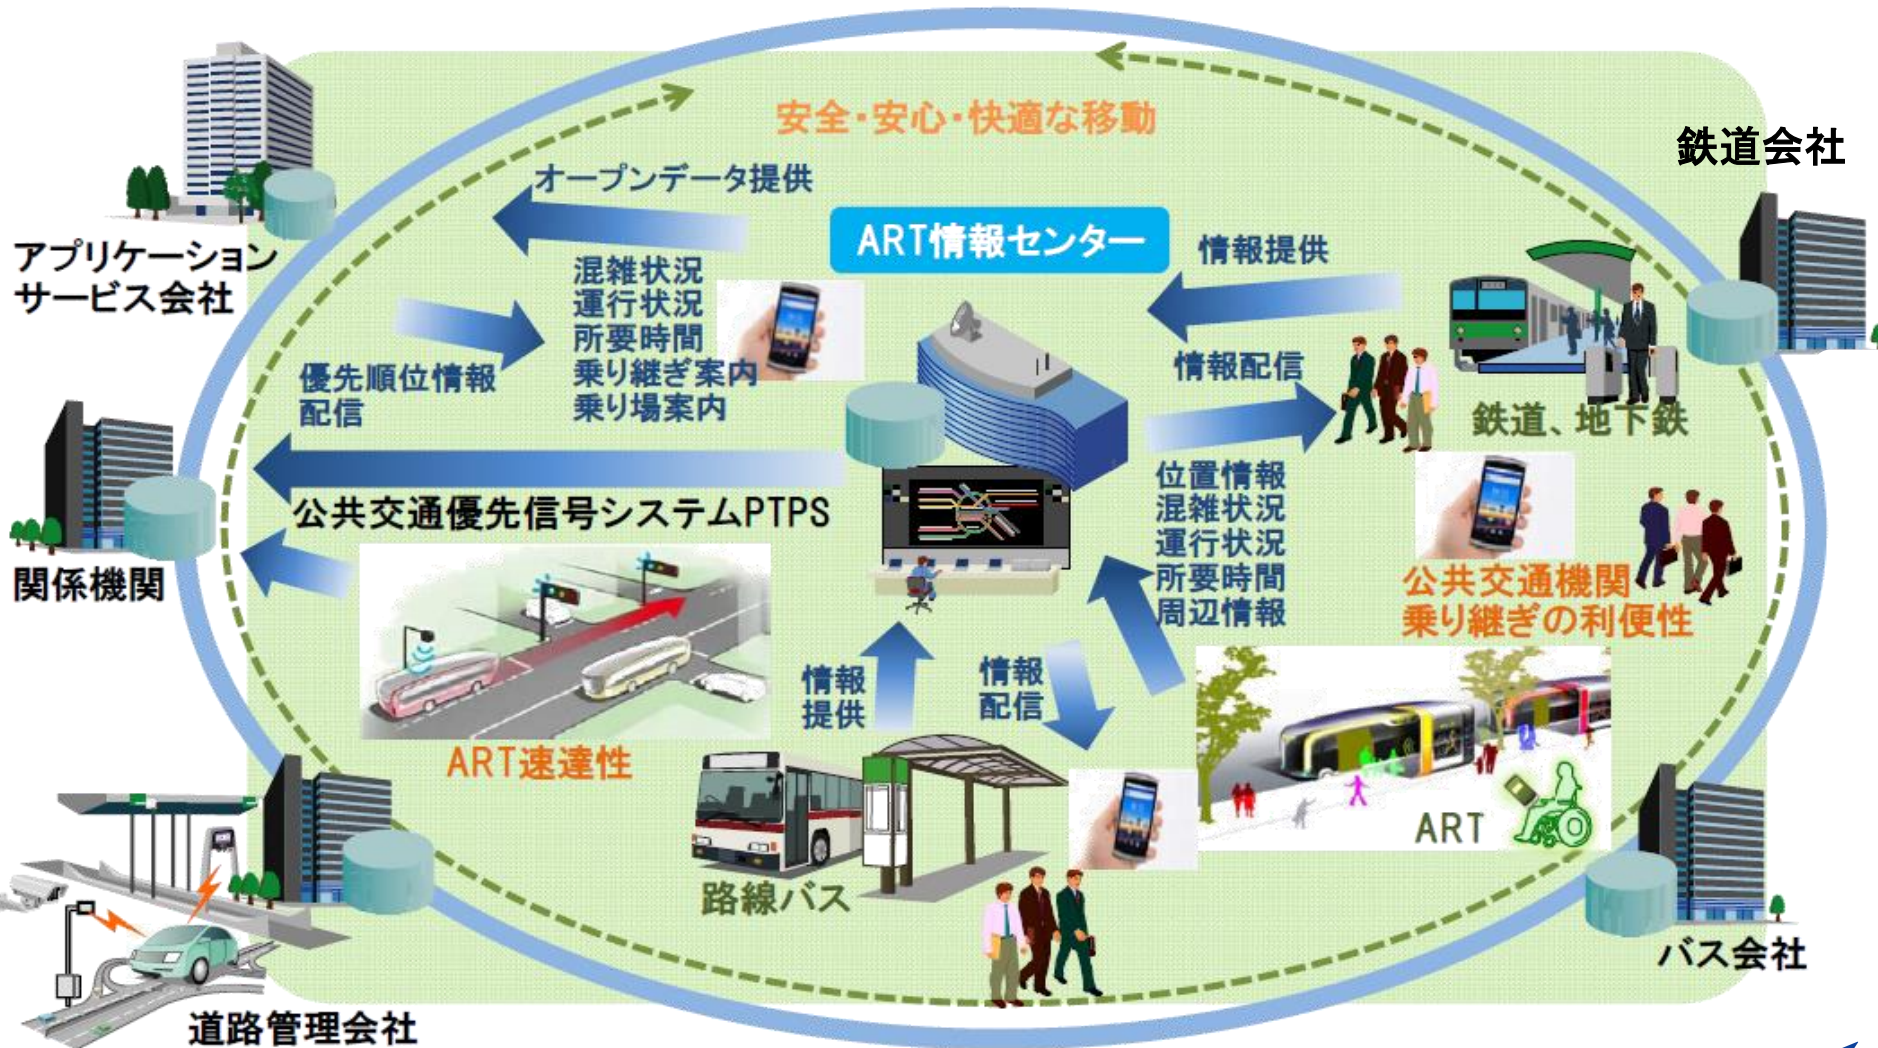 安全・安心・快適な移動
鉄道会社
オープンデータ提供
ART情報センター
情報提供
アプリケーション
サービス会社
混雑状況
運行状況
所要時間
乗り継ぎ案内
乗り場案内
優先順位情報
配信
情報配信
鉄道、地下鉄
公共交通優先信号システムPTPS
位置情報
混雑状況
運行状況
所要時間
周辺情報
関係機関
公共交通機関
乗り継ぎの利便性
情報
提供
情報
配信
ART速達性
ART
路線バス
バス会社
道路管理会社